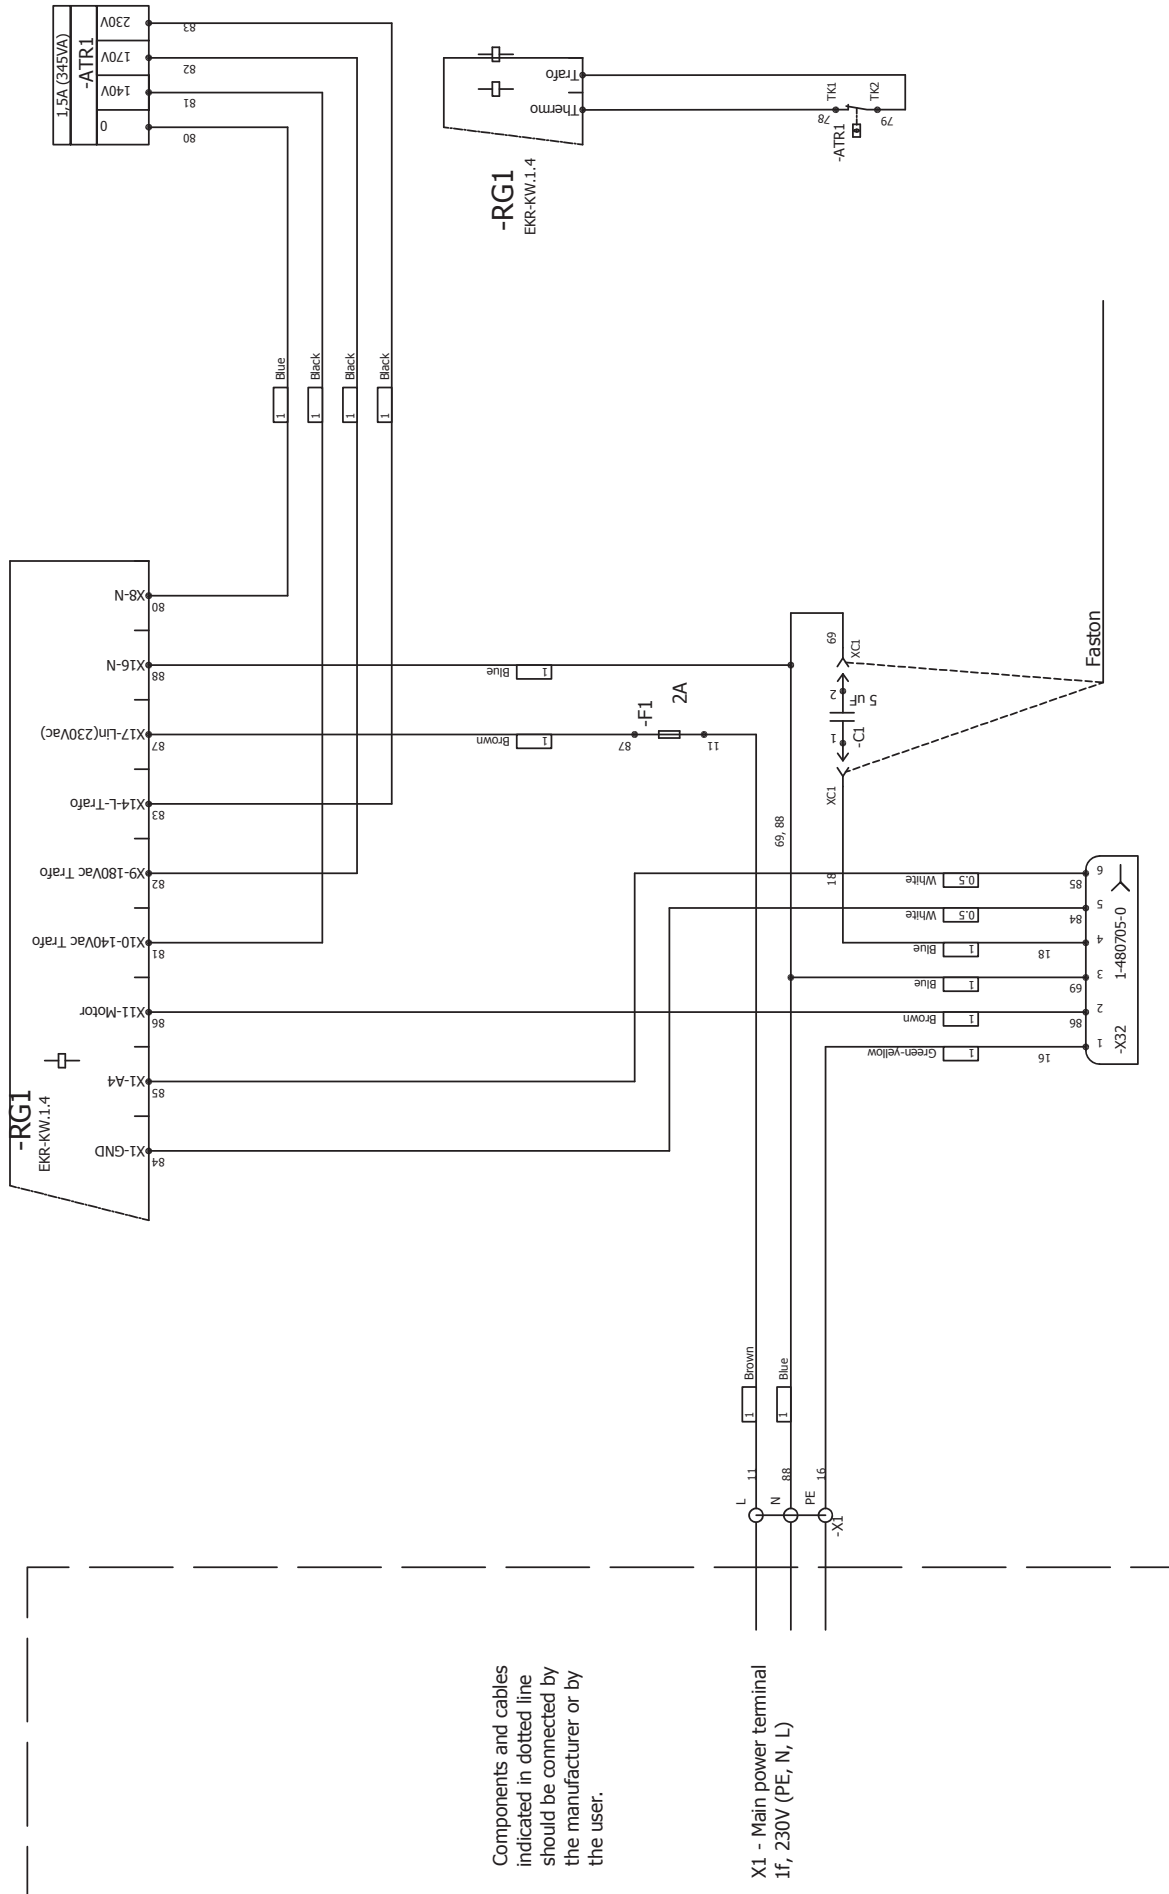 1,5A (345VA)
-ATR1
230V
170V
140V
0
83
82
81
80
Trafo
Thermo
-RG1
EKR-KW.1.4
TK1
TK2
78
79
-ATR1
1 Blue
1 Black
1 Black
1 Black
X8-N
X16-N
X17-Lin(230Vac)
X14-L-Trafo
X9-180Vac Trafo
X10-140Vac Trafo
X11-Motor
X1-A4
X1-GND
80
88
87
83
82
81
86
85
84
-RG1
EKR-KW.1.4
Blue 1
Brown 1
87
-F1
2A
11
69
XC1
2
5 uF
1
-C1
XC1
Faston
69, 88
18
White 0.5
White 0.5
Blue 1
Blue 1
Brown 1
Green-yellow 1
85
84
18
69
86
16
6
5
4
3
2
1
1-480705-0
-X32
1 Brown
1 Blue
11
88
16
L
N
PE
-X1
Components and cables
indicated in dotted line
should be connected by
the manufacturer or by
the user.
X1 - Main power terminal
1f, 230V (PE, N, L)